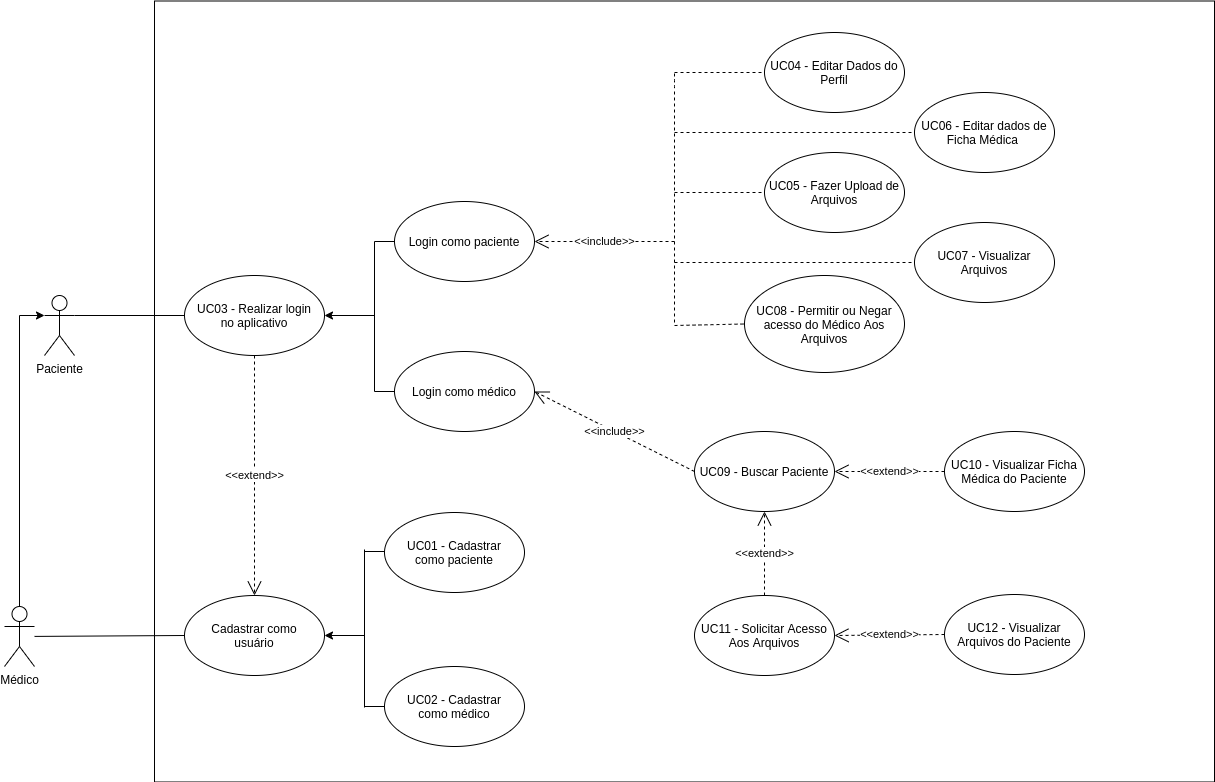 UC04 - Editar Dados do
Perfil
UC06 - Editar dados de
Ficha Médica
UC05 - Fazer Upload de
Arquivos
Login como paciente
<<include>>
UC07 - Visualizar
Arquivos
UC03 - Realizar login
no aplicativo
UC08 - Permitir ou Negar
acesso do Médico Aos
Arquivos
Paciente
Login como médico
<<include>>
UC09 - Buscar Paciente
<<extend>>
UC10 - Visualizar Ficha
Médica do Paciente
<<extend>>
UC01 - Cadastrar
como paciente
<<extend>>
Cadastrar como
usuário
UC11 - Solicitar Acesso
Aos Arquivos
<<extend>>
UC12 - Visualizar
Arquivos do Paciente
Médico
UC02 - Cadastrar
como médico